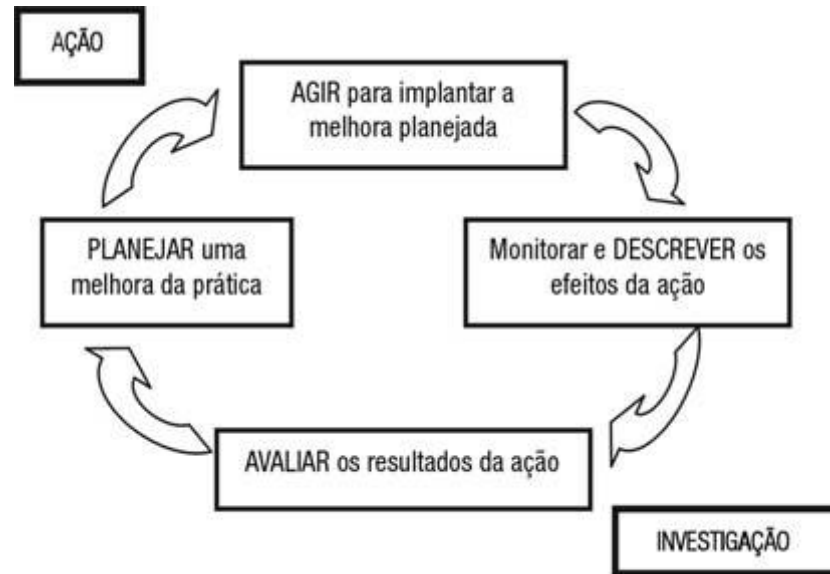 AÇÃO
AGIR para implantar a
melhora planejada
PLANEJAR uma
melhora da prática
Monitorar e DESCREVER os
efeitos da ação
AVALIAR os resultados da ação
INVESTIGAÇÃO